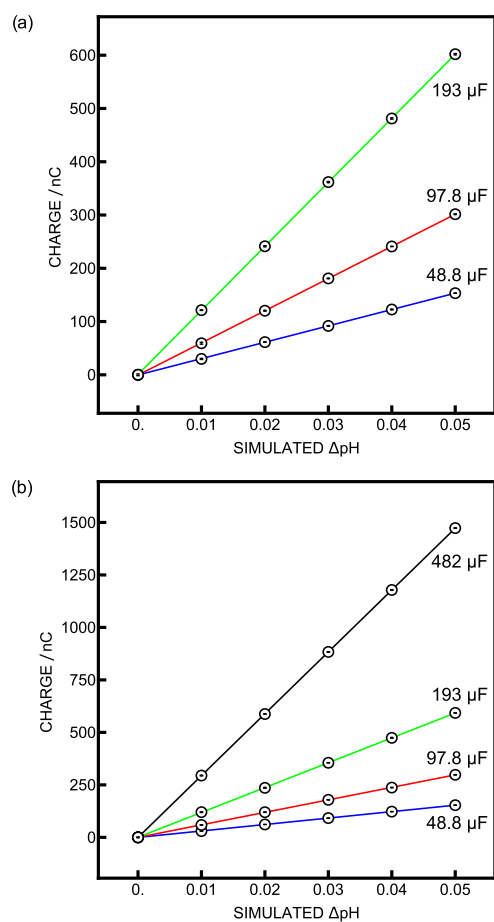 (a)
600
193 µF
500
400
CHARGE / nC
97.8 µF
300
200
48.8 µF
100
0
0. 0.01 0.02 0.03 0.04 0.05
SIMULATED ΔpH
(b)
1500
482 µF
1250
1000
CHARGE / nC
750
193 µF
500
97.8 µF
250
48.8 µF
0
0. 0.01 0.02 0.03 0.04 0.05
SIMULATED ΔpH